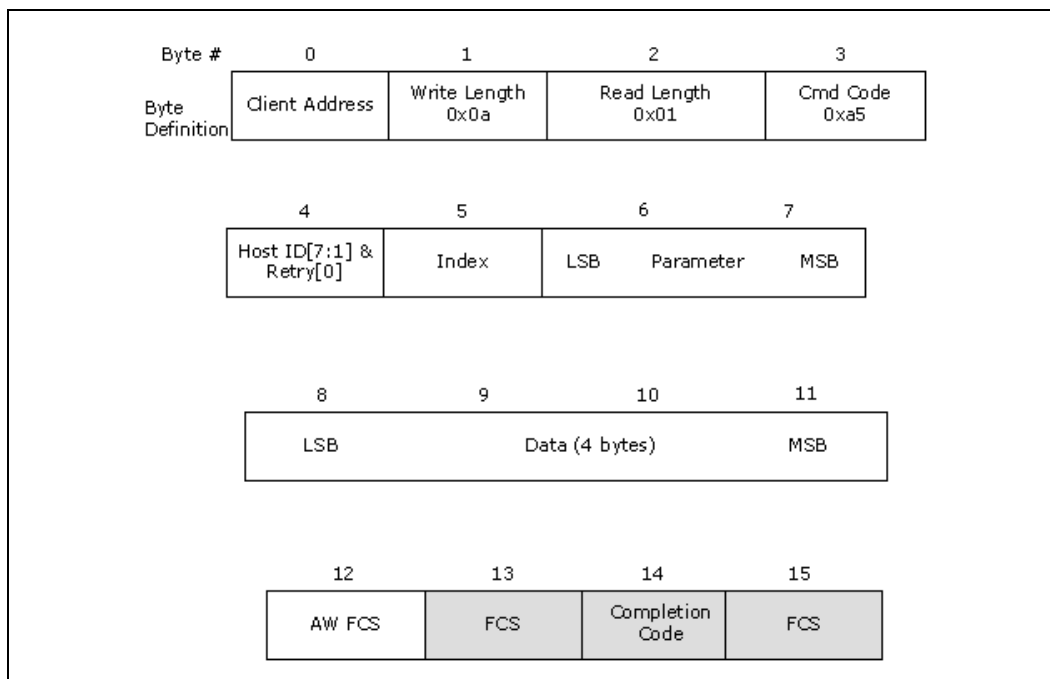 Byte # 0 1 2 3
Byte Definition
Client Address
Write Length
0x0a
Read Length
0x01
Cmd Code
0xa5
4 5 6 7
Host ID[7:1] &
Retry[0]
Index
LSB Parameter MSB
8 9 10 11
LSB Data (4 bytes) MSB
12 13 14 15
AW FCS
FCS
Completion
Code
FCS